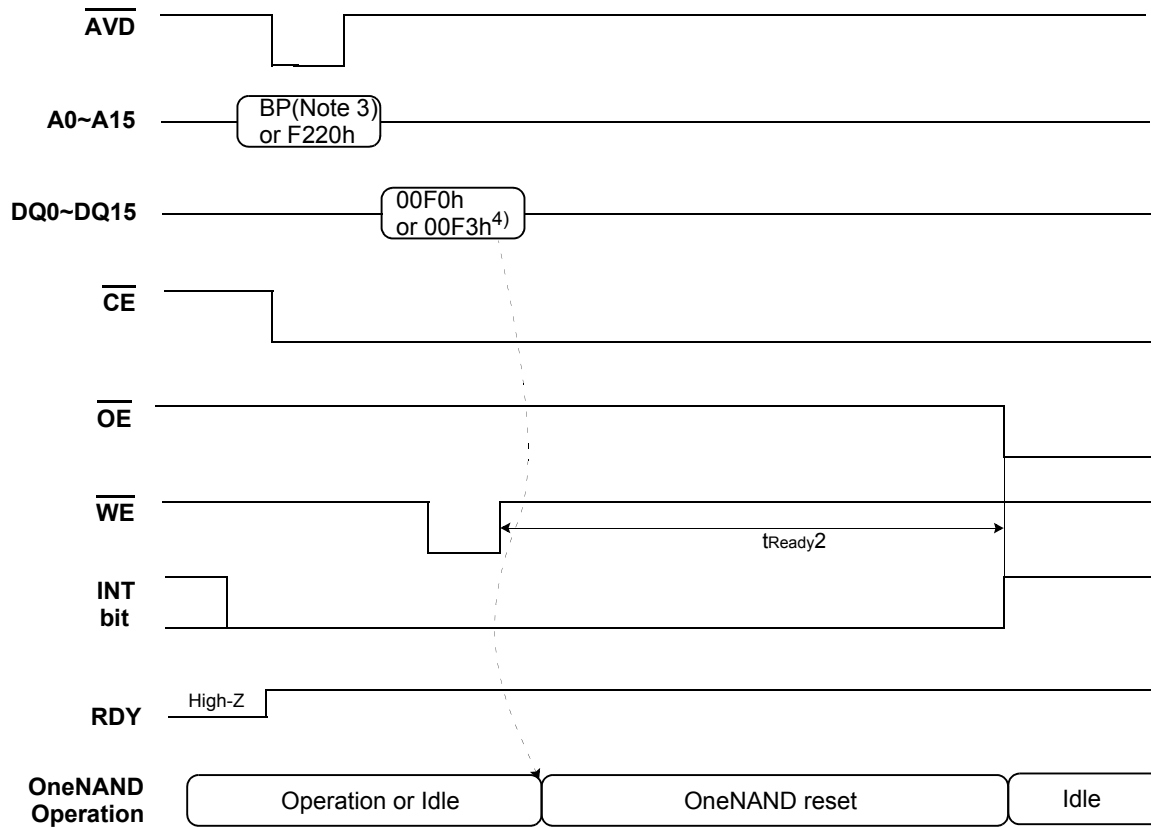 AVD
A0~A15
BP(Note 3)
or F220h
DQ0~DQ15
00F0h
or 00F3h4)
CE
OE
WE
tReady2
INT
bit
High-Z
RDY
OneNAND
Operation
Operation or Idle
OneNAND reset
Idle